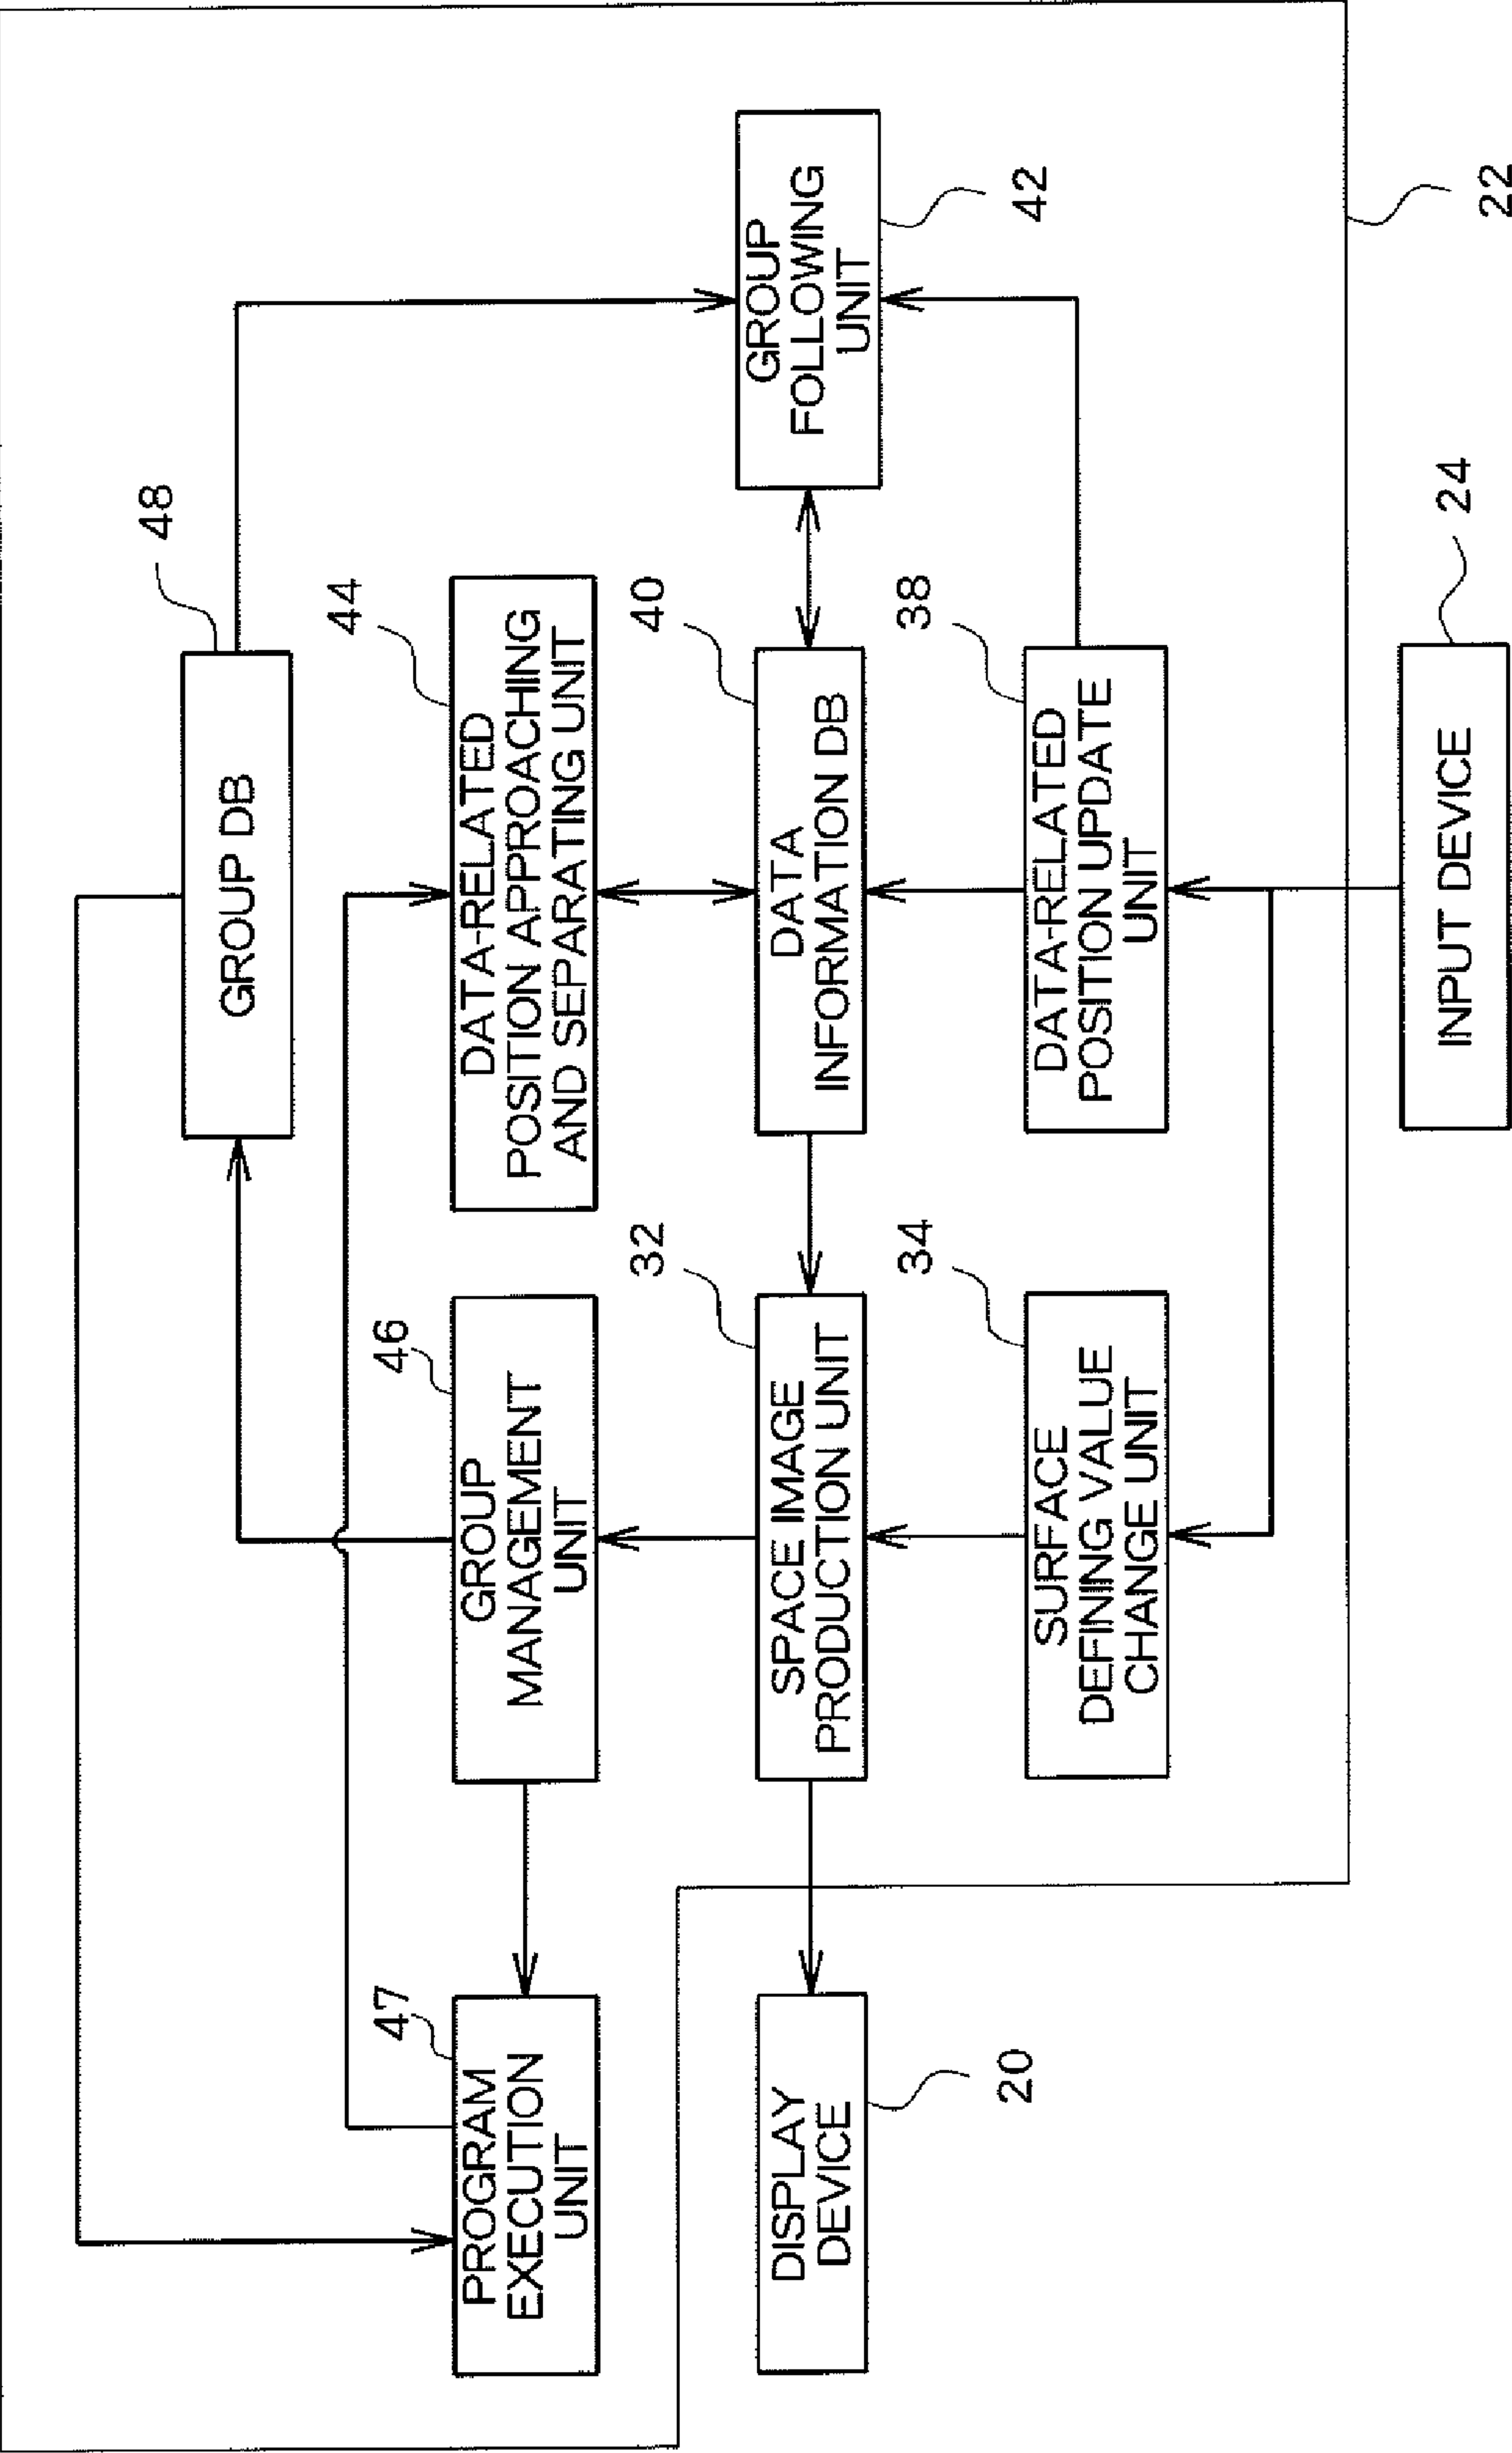 48
GROUP DB
46
GROUP
MANAGEMENT
UNIT
44
DATA-RELATED
POSITION APPROACHING
AND SEPARATING UNIT
47
PROGRAM
EXECUTION
UNIT
20
DISPLAY
DEVICE
32
SPACE IMAGE
PRODUCTION UNIT
40
DATA
INFORMATION DB
GROUP
FOLLOWING
UNIT
42
34
SURFACE
DEFINING VALUE
CHANGE UNIT
38
DATA-RELATED
POSITION UPDATE
UNIT
22
24
INPUT DEVICE